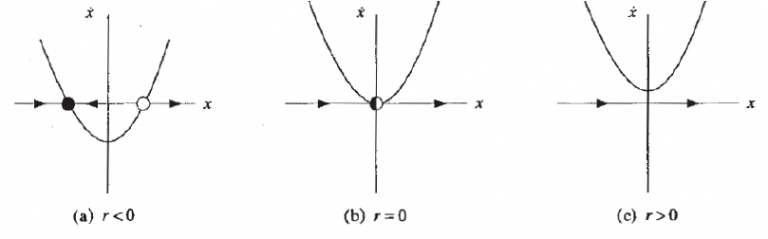 ẋ
ẋ
ẋ
x
x
x
(a) r<0
(b) r=0
(c) r>0